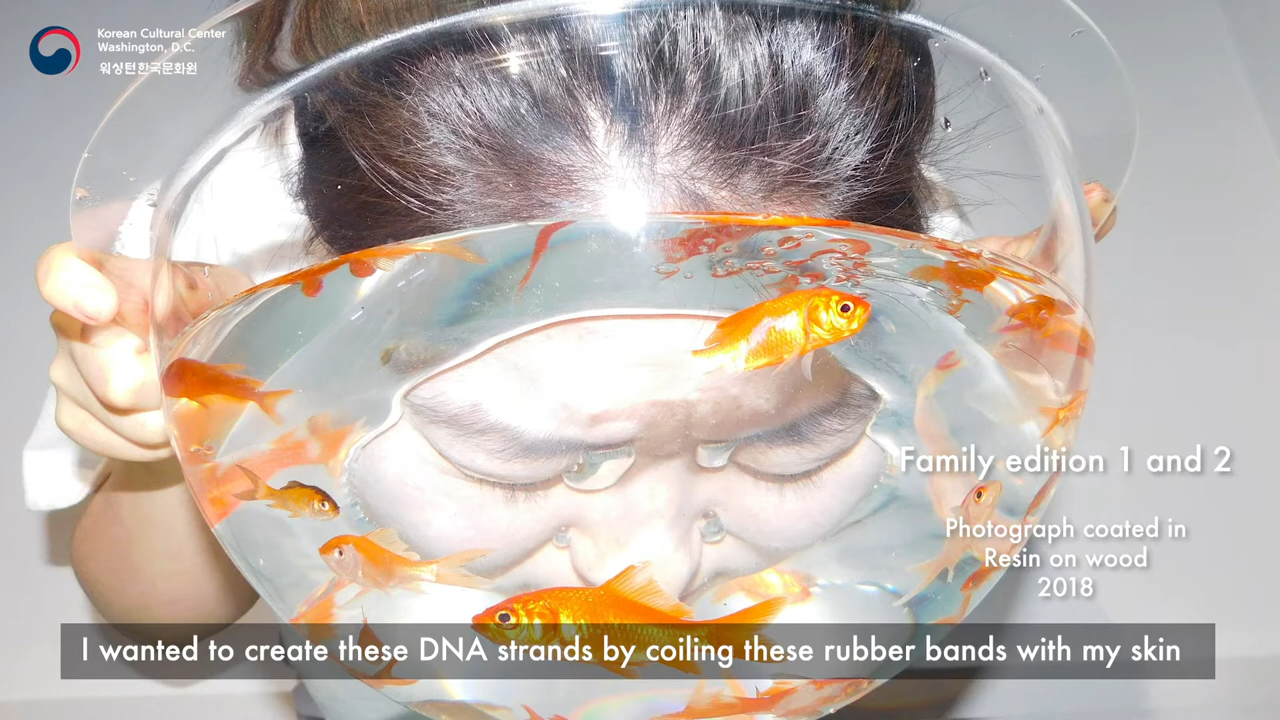 Korean Cultural Center
Washington, D.C.
워싱턴한국문화원
Family edition 1 and 2
Photograph coated in
Resin on wood
2018
I wanted to create these DNA strands by coiling these rubber bands with my skin